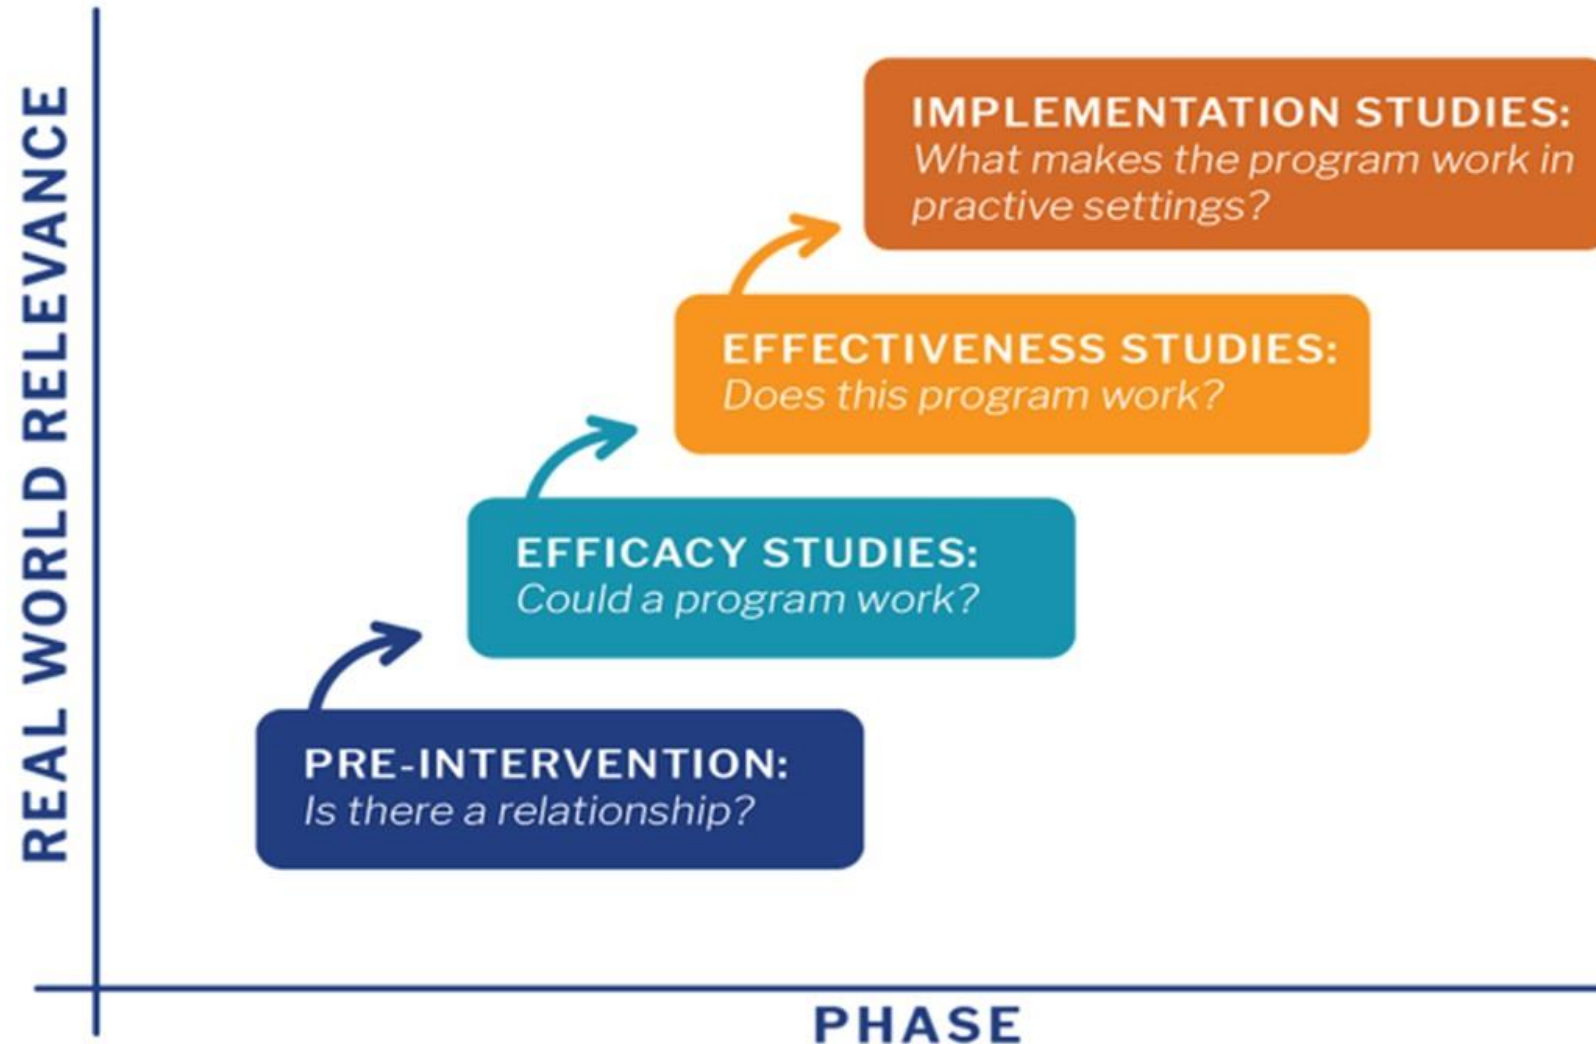 REAL WORLD RELEVANCE
IMPLEMENTATION STUDIES:
What makes the program work in
practive settings?
EFFECTIVENESS STUDIES:
Does this program work?
EFFICACY STUDIES:
Could a program work?
PRE-INTERVENTION:
Is there a relationship?
PHASE